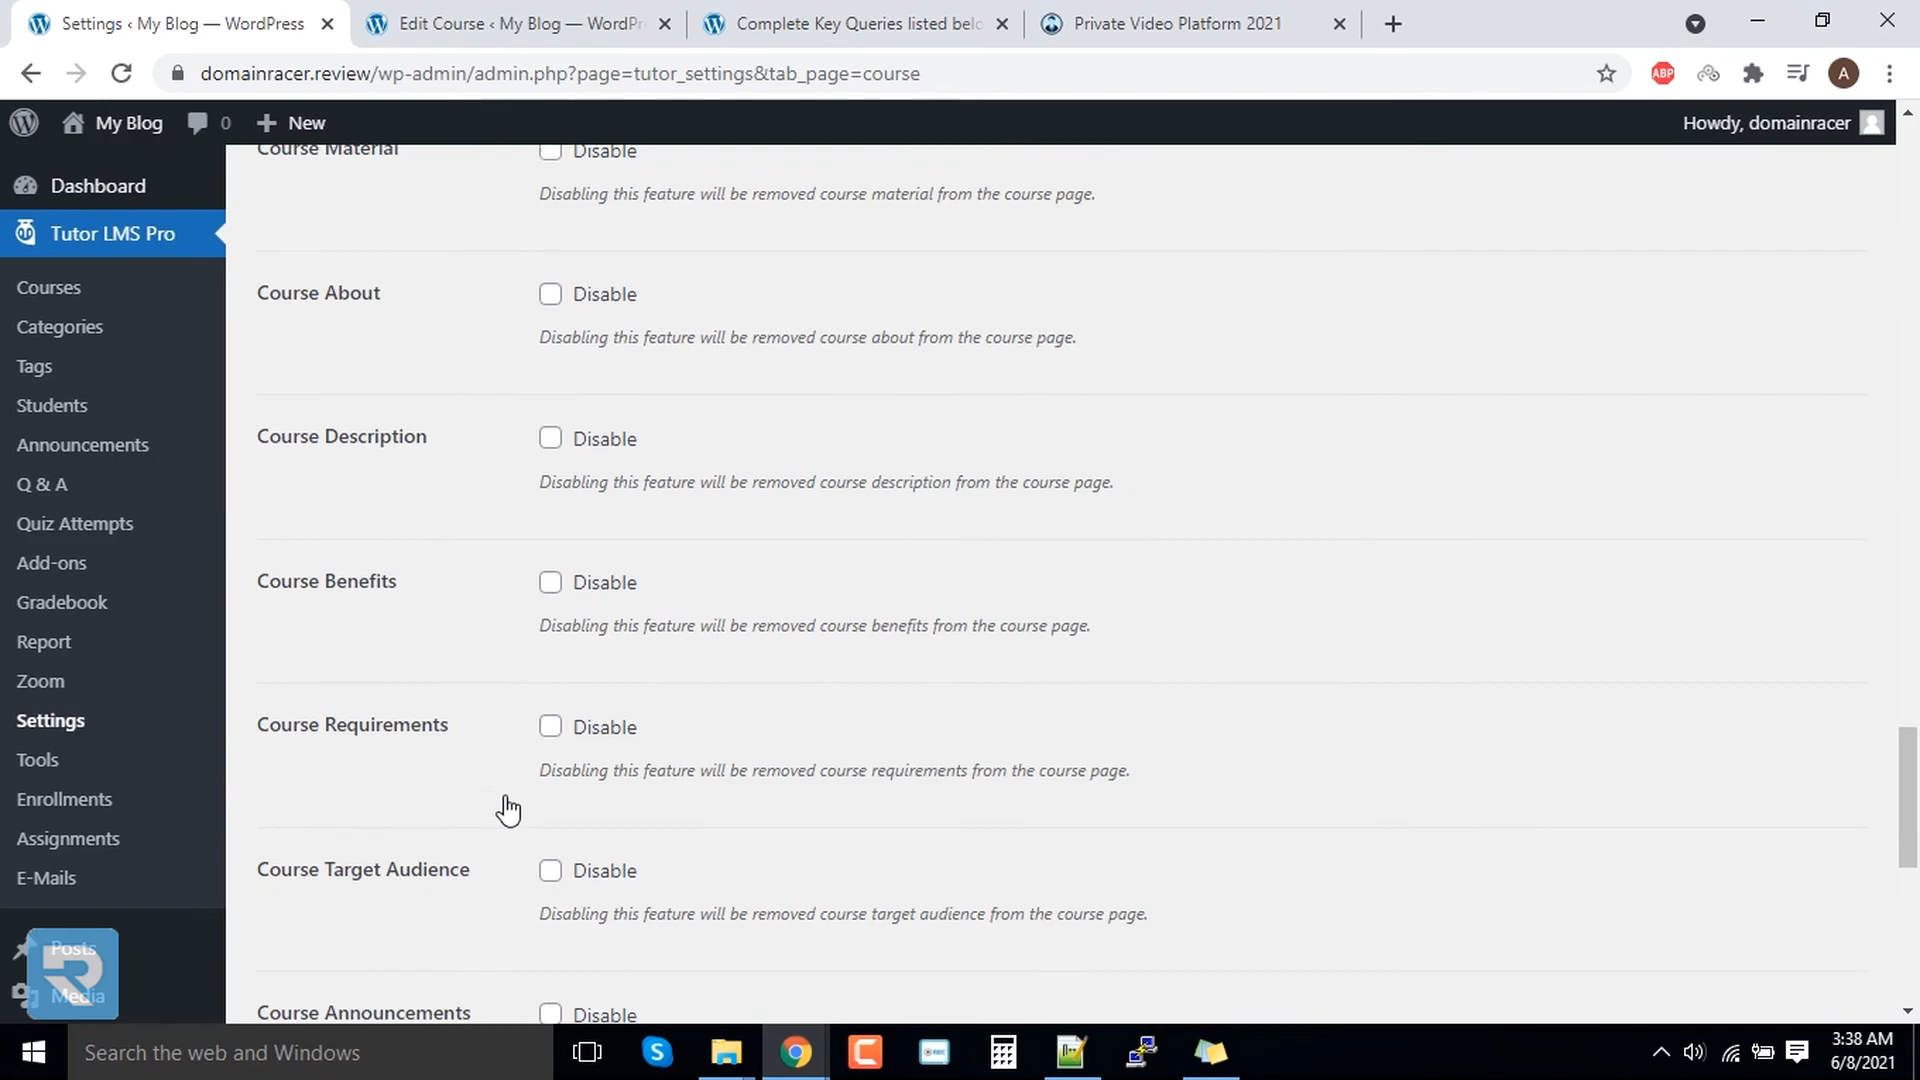 Settings ‹ My Blog — WordPress
Edit Course ‹ My Blog — WordPr
Complete Key Queries listed belo
Private Video Platform 2021
domainracer.review/wp-admin/admin.php?page=tutor_settings&tab_page=course
ABP
A
My Blog
0
New
Howdy, domainracer
Dashboard
Tutor LMS Pro
Courses
Categories
Tags
Students
Announcements
Q & A
Quiz Attempts
Add-ons
Gradebook
Report
Zoom
Settings
Tools
Enrollments
Assignments
E-Mails
Posts
Media
Course Material
Disable
Disabling this feature will be removed course material from the course page.
Course About
Disable
Disabling this feature will be removed course about from the course page.
Course Description
Disable
Disabling this feature will be removed course description from the course page.
Course Benefits
Disable
Disabling this feature will be removed course benefits from the course page.
Course Requirements
Disable
Disabling this feature will be removed course requirements from the course page.
Course Target Audience
Disable
Disabling this feature will be removed course target audience from the course page.
Course Announcements
Disable
Search the web and Windows
3:38 AM
6/8/2021